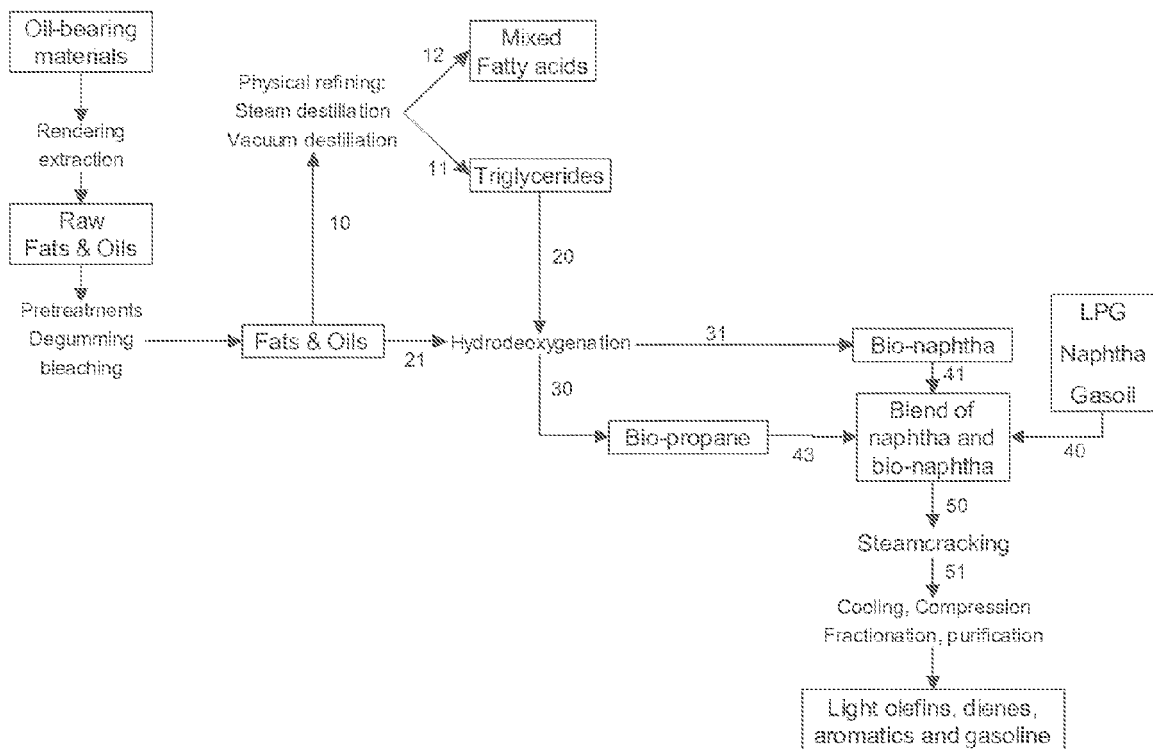 Oil-bearing
materials
Rendering
extraction
Raw
Fats & Oils
Pretreatments
Degumming
bleaching
Physical refining:
Steam destillation
Vacuum destillation
10
12
Mixed
Fatty acids
11
Triglycerides
20
Fats & Oils
21
Hydrodeoxygenation
31
Bio-naphtha
30
Bio-propane
43
41
LPG
Naphtha
Gasoil
40
Blend of
naphtha and
bio-naphtha
50
Steamcracking
51
Cooling, Compression
Fractionation, purification
Light olefins, dienes,
aromatics and gasoline